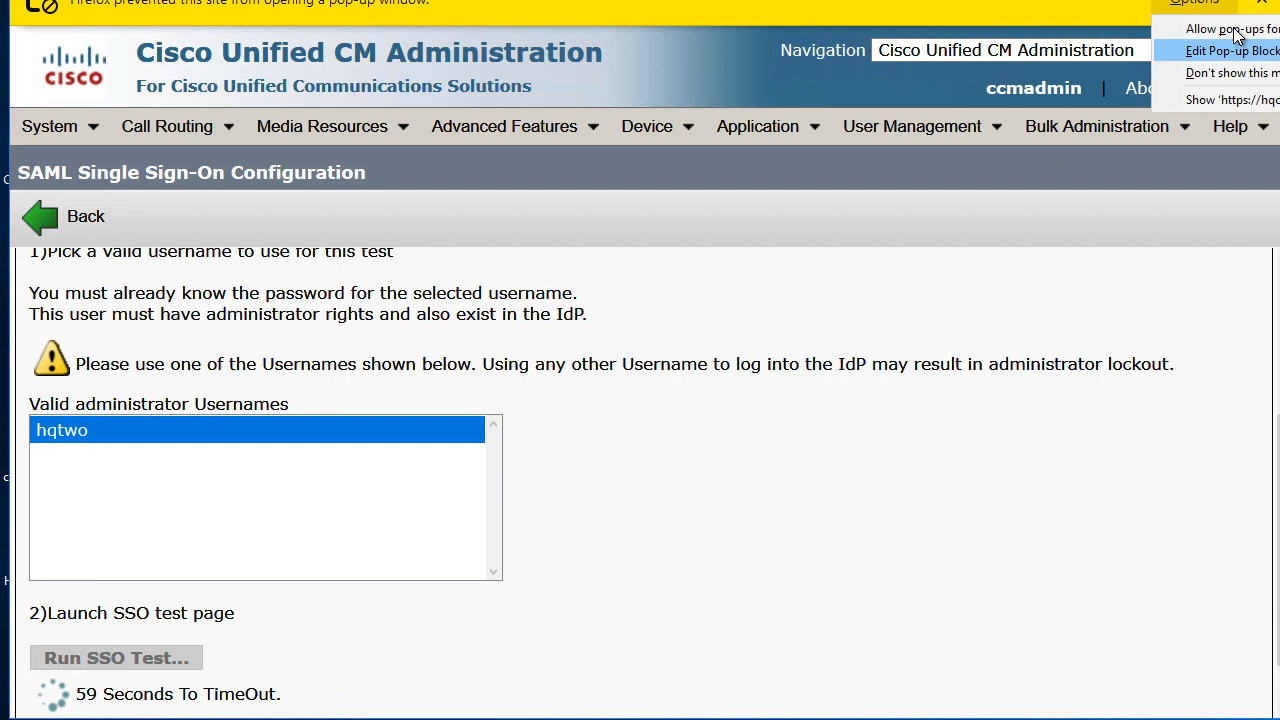 Firefox prevented this site from opening a pop-up window.
Options
Allow pop-ups for
Edit Pop-up Block
Don't show this m
Show 'https://hqc
CISCO
Cisco Unified CM Administration
For Cisco Unified Communications Solutions
Navigation Cisco Unified CM Administration
ccmadmin | Abo
System Call Routing Media Resources Advanced Features Device Application User Management Bulk Administration Help
SAML Single Sign-On Configuration
Back
1)Pick a valid username to use for this test
You must already know the password for the selected username.
This user must have administrator rights and also exist in the IdP.
Please use one of the Usernames shown below. Using any other Username to log into the IdP may result in administrator lockout.
Valid administrator Usernames
hqtwo
2)Launch SSO test page
Run SSO Test...
59 Seconds To TimeOut.